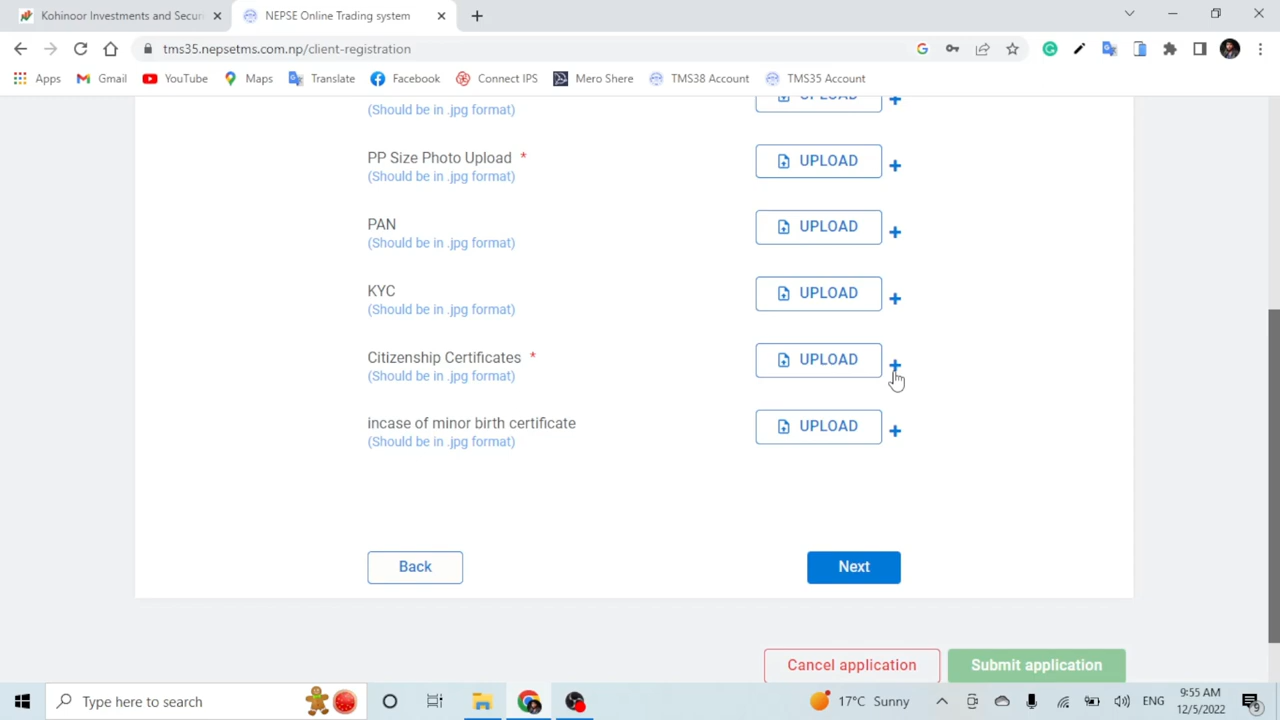 Kohinoor Investments and Secur
NEPSE Online Trading system
tms35.nepsetms.com.np/client-registration
Apps
Gmail
YouTube
Maps
Translate
Facebook
Connect IPS
Mero Shere
TMS38 Account
TMS35 Account
(Should be in .jpg format)
UPLOAD
PP Size Photo Upload *
(Should be in .jpg format)
UPLOAD
PAN
(Should be in .jpg format)
UPLOAD
KYC
(Should be in .jpg format)
UPLOAD
Citizenship Certificates *
(Should be in .jpg format)
UPLOAD
incase of minor birth certificate
(Should be in .jpg format)
UPLOAD
Back
Next
Cancel application
Submit application
Type here to search
17°C Sunny
ENG
9:55 AM
12/5/2022
9